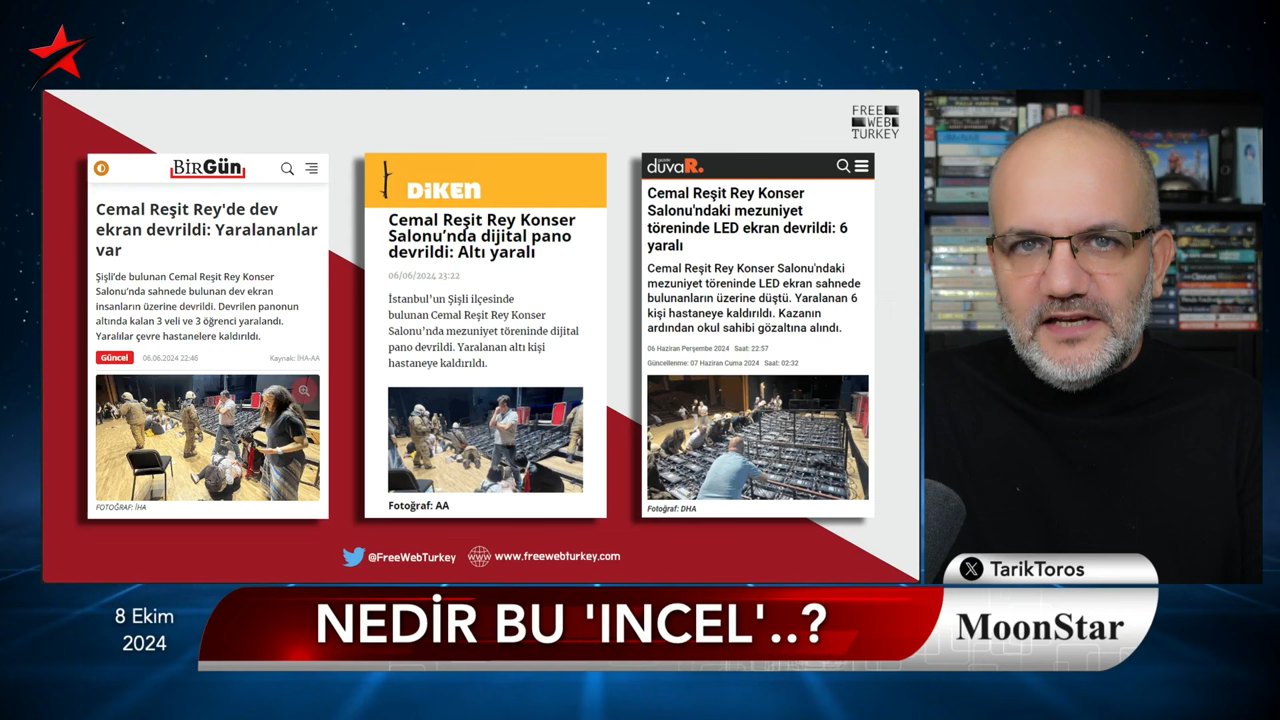 FREE
WEB
TURKEY
BirGün
Cemal Reşit Rey'de dev
ekran devrildi: Yaralananlar
var
Şişli'de bulunan Cemal Reşit Rey Konser
Salonu'nda sahnede bulunan dev ekran
insanların üzerine devrildi. Devrilen panonun
altında kalan 3 veli ve 3 öğrenci yaralandı.
Yaralılar çevre hastanelere kaldırıldı.
Güncel 06.06.2024 22:46 Kaynak: İHA-AA
FOTOĞRAF: İHA
DİKEN
Cemal Reşit Rey Konser
Salonu'nda dijital pano
devrildi: Altı yaralı
06/06/2024 23:22
İstanbul'un Şişli ilçesinde
bulunan Cemal Reşit Rey Konser
Salonu'nda mezuniyet töreninde dijital
pano devrildi. Yaralanan altı kişi
hastaneye kaldırıldı.
Fotoğraf: AA
gazete
duvaR.
Cemal Reşit Rey Konser
Salonu'ndaki mezuniyet
töreninde LED ekran devrildi: 6
yaralı
Cemal Reşit Rey Konser Salonu'ndaki
mezuniyet töreninde LED ekran sahnede
bulunanların üzerine düştü. Yaralanan 6
kişi hastaneye kaldırıldı. Kazanın
ardından okul sahibi gözaltına alındı.
06 Haziran Perşembe 2024 Saat: 22:57
Güncellenme: 07 Haziran Cuma 2024 Saat: 02:32
Fotoğraf: DHA
@FreeWebTurkey www.freewebturkey.com
X TarikToros
8 Ekim
2024
NEDİR BU 'INCEL'..?
MoonStar